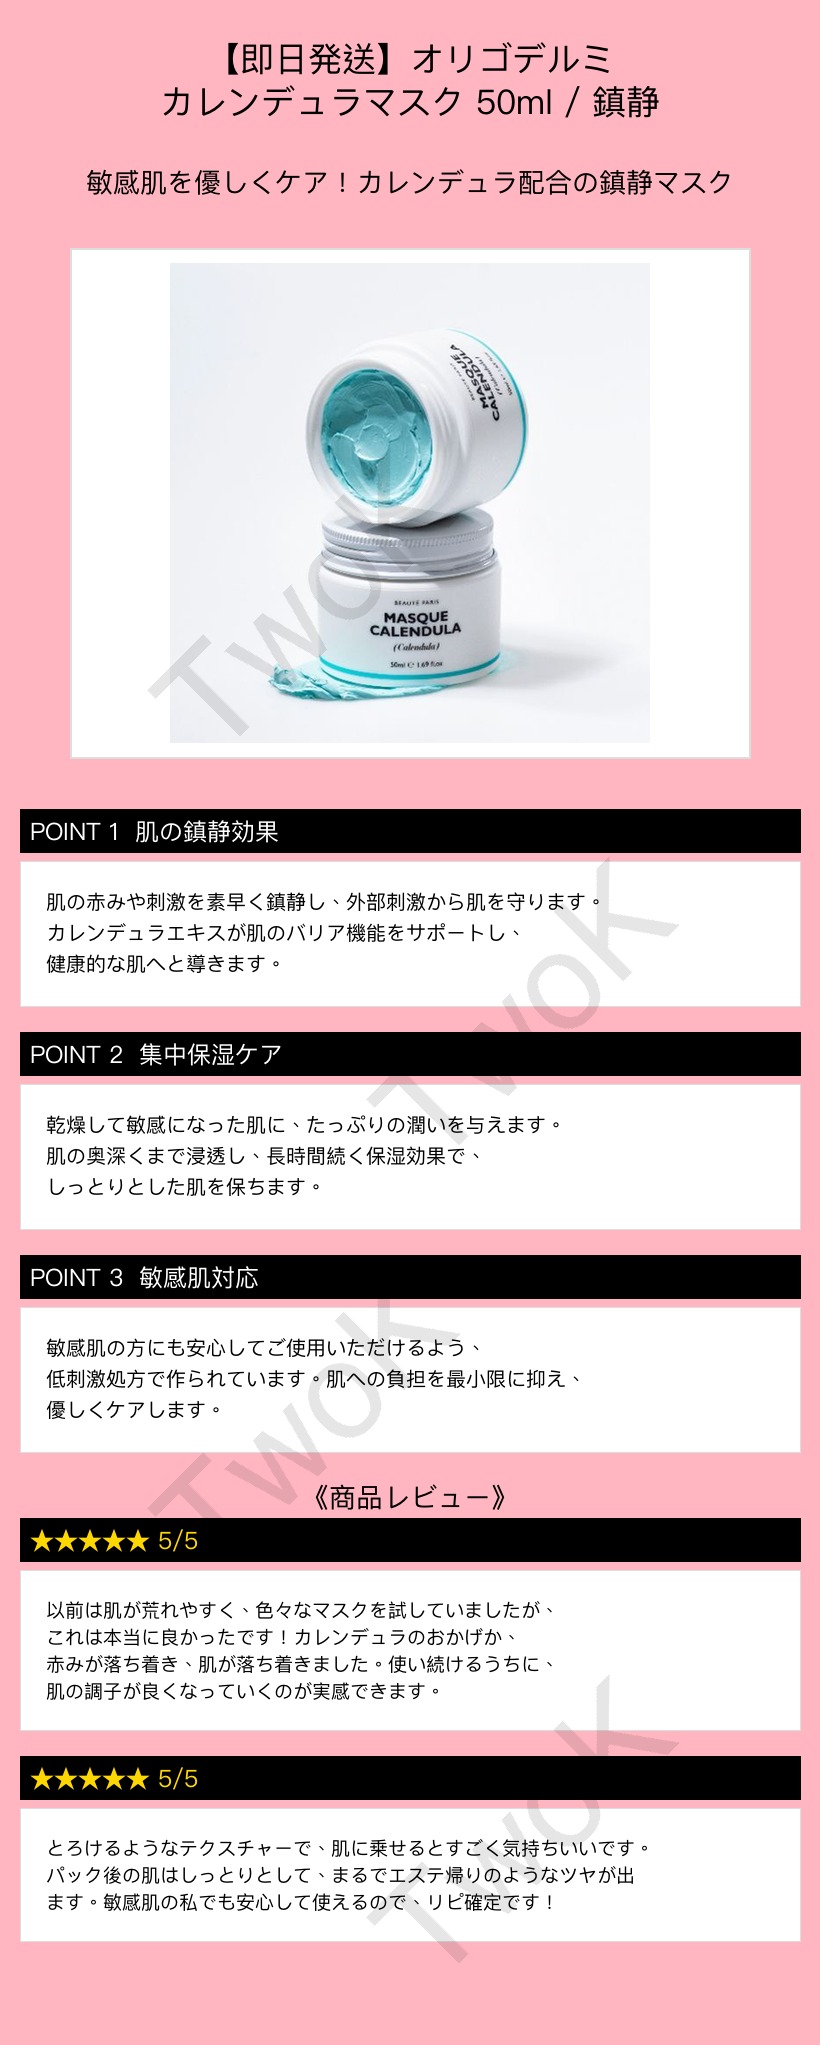 【即日発送】オリゴデルミ
カレンデュラマスク 50ml / 鎮静
敏感肌を優しくケア！カレンデュラ配合の鎮静マスク
MASQUE
CALENDULA
(Calendula)
BEAUTÉ PARIS
MASQUE
CALENDULA
(Calendula)
50ml ℮ 1.69 fl.oz
TwoK
POINT 1 肌の鎮静効果
肌の赤みや刺激を素早く鎮静し、外部刺激から肌を守ります。
カレンデュラエキスが肌のバリア機能をサポートし、
健康的な肌へと導きます。
TwoK
POINT 2 集中保湿ケア
乾燥して敏感になった肌に、たっぷりの潤いを与えます。
肌の奥深くまで浸透し、長時間続く保湿効果で、
しっとりとした肌を保ちます。
POINT 3 敏感肌対応
敏感肌の方にも安心してご使用いただけるよう、
低刺激処方で作られています。肌への負担を最小限に抑え、
優しくケアします。
TwoK
《商品レビュー》
★★★★★ 5/5
以前は肌が荒れやすく、色々なマスクを試していましたが、
これは本当に良かったです！カレンデュラのおかげか、
赤みが落ち着き、肌が落ち着きました。使い続けるうちに、
肌の調子が良くなっていくのが実感できます。
★★★★★ 5/5
とろけるようなテクスチャーで、肌に乗せるとすごく気持ちいいです。
パック後の肌はしっとりとして、まるでエステ帰りのようなツヤが出
ます。敏感肌の私でも安心して使えるので、リピ確定です！
TwoK